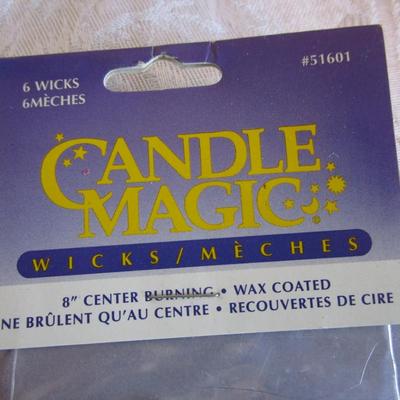 6 WICKS
6MÈCHES
#51601
CANDLE
MAGIC
WICKS/MÈCHES
8" CENTER BURNING • WAX COATED
NE BRÛLENT QU'AU CENTRE • RECOUVERTES DE CIRE